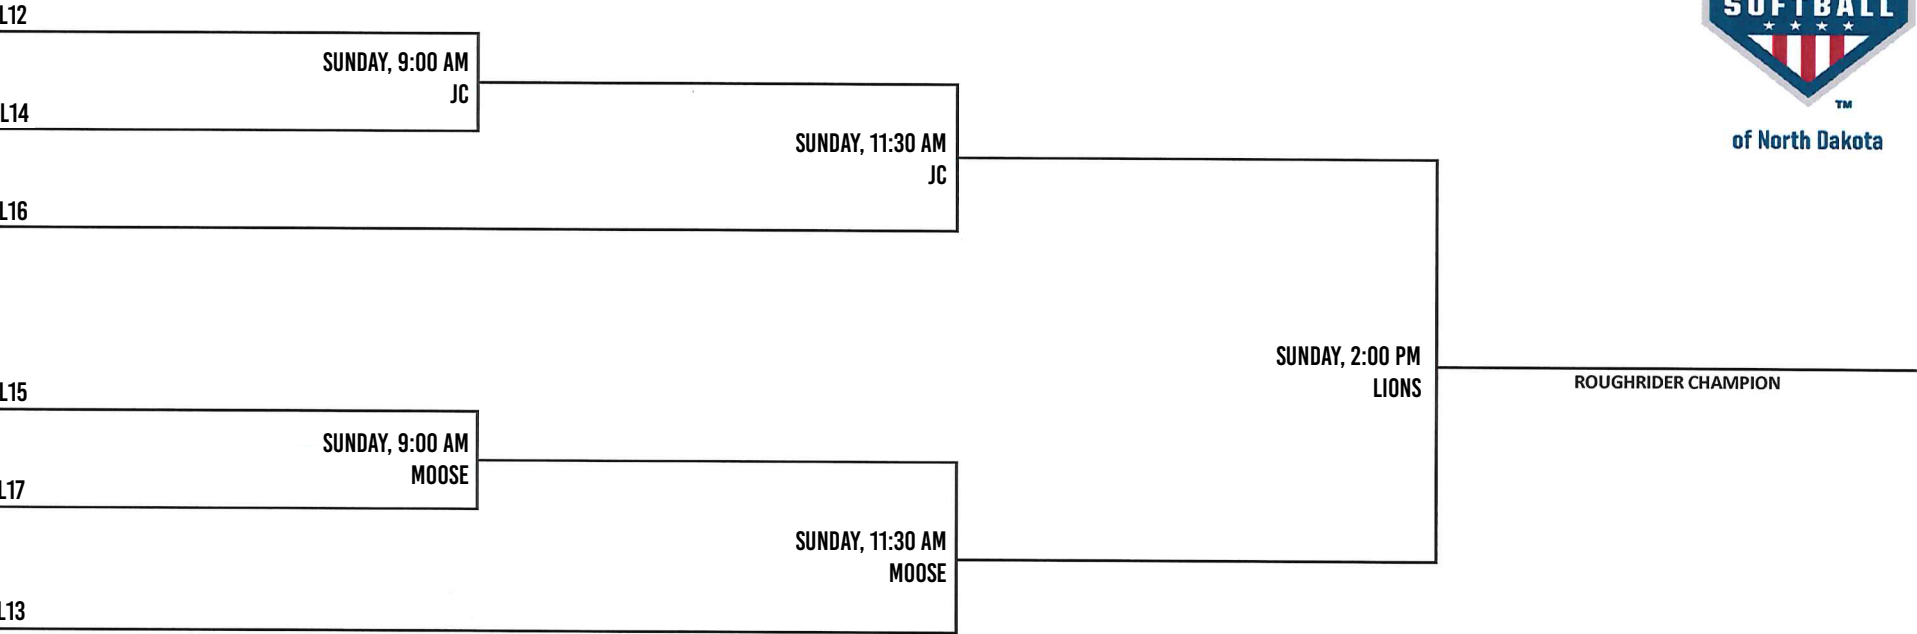 L12
SOFTBALL
SUNDAY, 9:00 AM
JC
L14
TM
of North Dakota
SUNDAY, 11:30 AM
JC
L16
SUNDAY, 2:00 PM
LIONS
ROUGHRIDER CHAMPION
L15
SUNDAY, 9:00 AM
MOOSE
L17
SUNDAY, 11:30 AM
MOOSE
L13